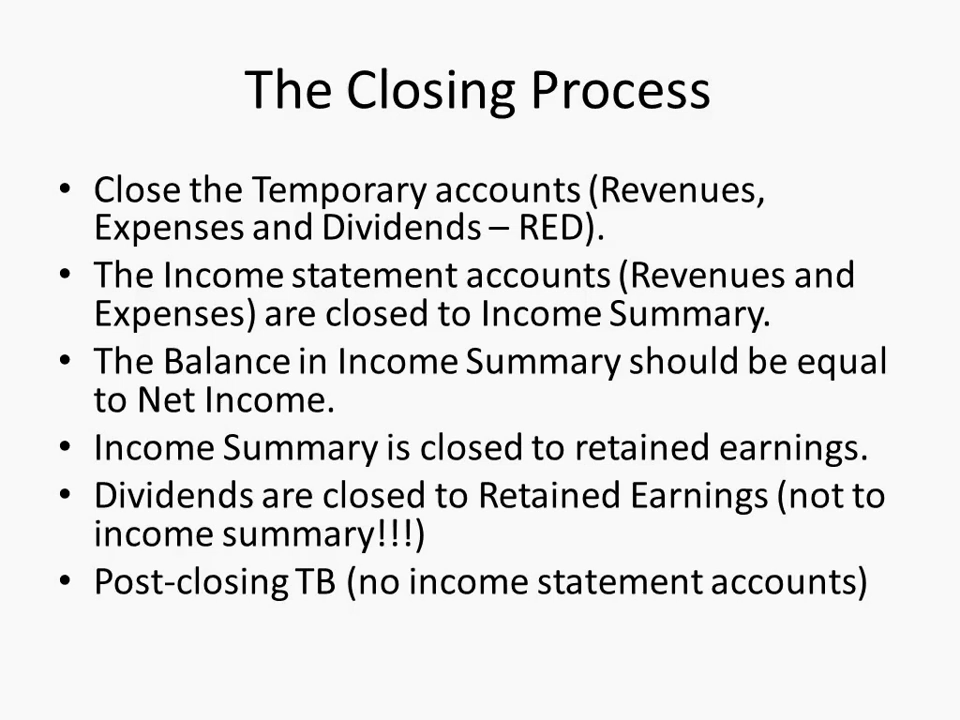 The Closing Process
• Close the Temporary accounts (Revenues,
Expenses and Dividends – RED).
• The Income statement accounts (Revenues and
Expenses) are closed to Income Summary.
• The Balance in Income Summary should be equal
to Net Income.
• Income Summary is closed to retained earnings.
• Dividends are closed to Retained Earnings (not to
income summary!!!)
• Post-closing TB (no income statement accounts)